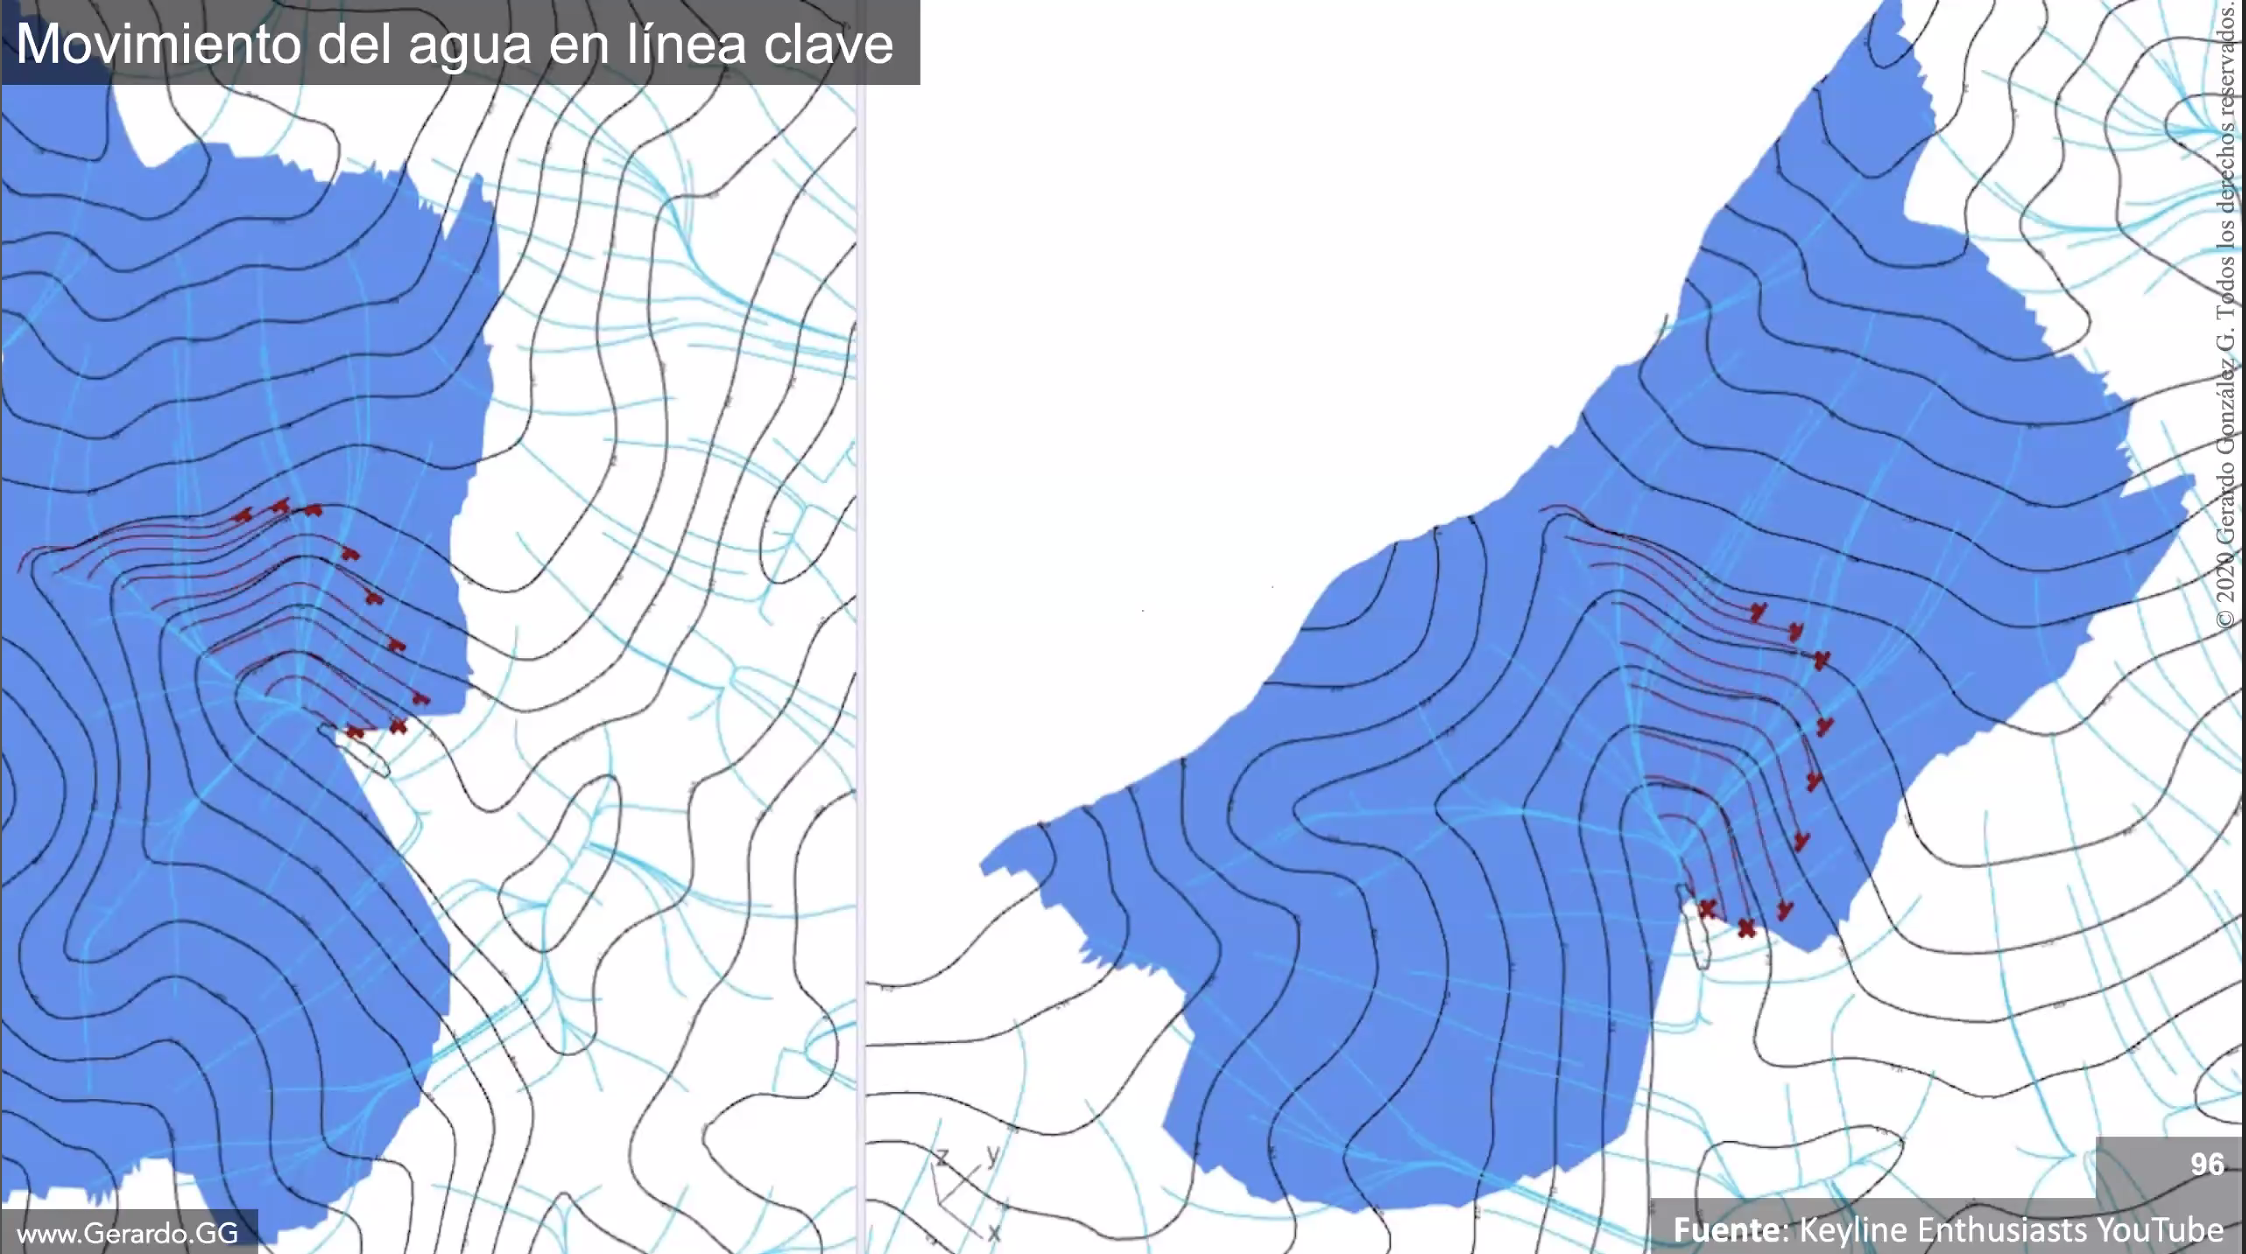 Movimiento del agua en línea clave
© 2020 Gerardo González G. Todos los derechos reservados.
z
y
x
96
www.Gerardo.GG
Fuente: Keyline Enthusiasts YouTube